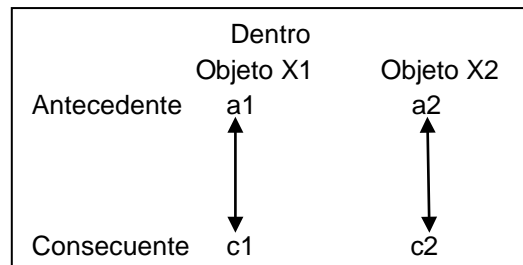 Dentro
Objeto X1 Objeto X2
Antecedente a1 a2
Consecuente c1 c2